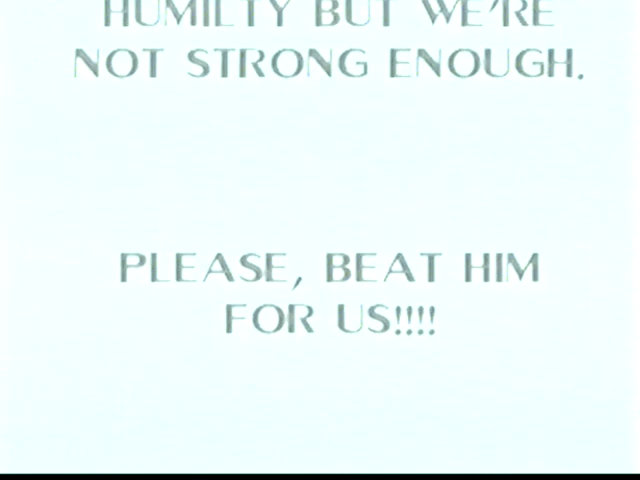 HUMILTY BUT WE'RE
NOT STRONG ENOUGH.
PLEASE, BEAT HIM
FOR US!!!!